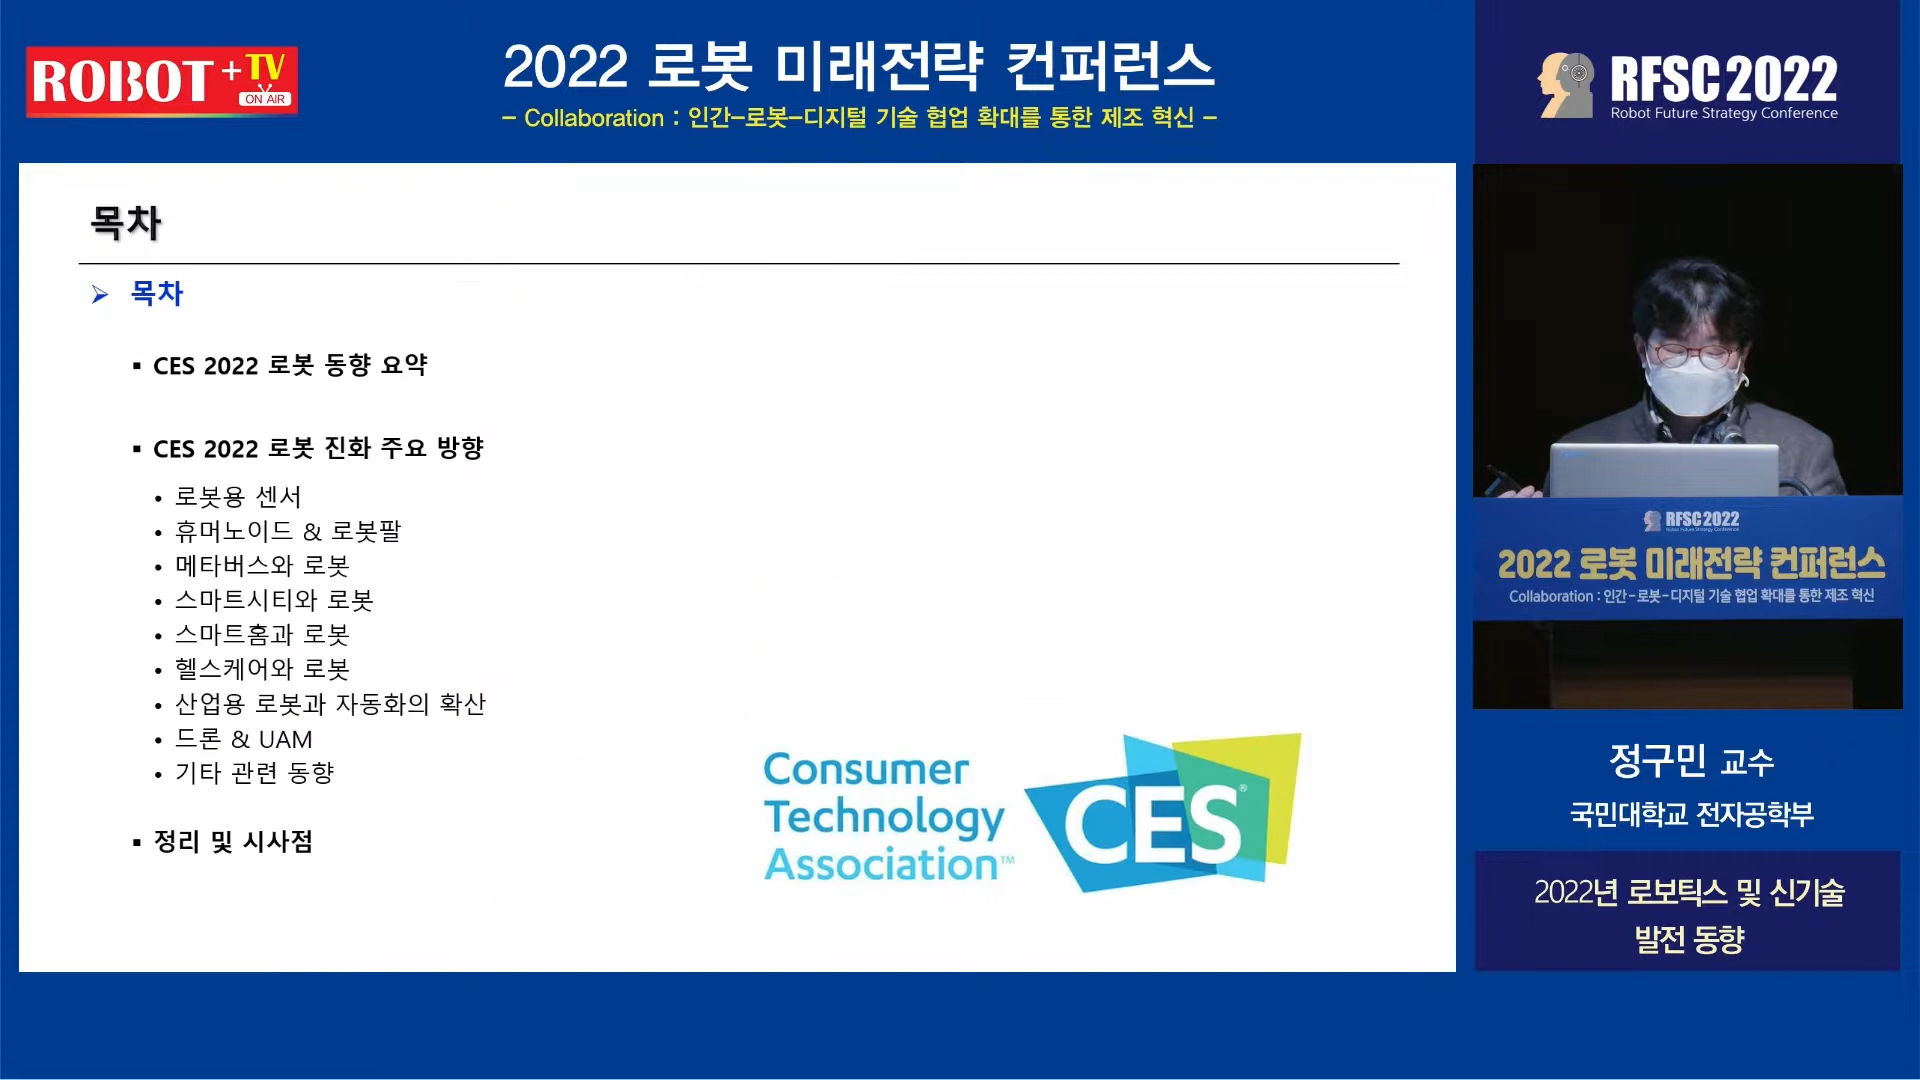 ROBOT+TV
ON AIR
2022 로봇 미래전략 컨퍼런스
- Collaboration : 인간-로봇-디지털 기술 협업 확대를 통한 제조 혁신 -
RFSC 2022
Robot Future Strategy Conference
목차
➢ 목차
▪ CES 2022 로봇 동향 요약
▪ CES 2022 로봇 진화 주요 방향
• 로봇용 센서
• 휴머노이드 & 로봇팔
• 메타버스와 로봇
• 스마트시티와 로봇
• 스마트홈과 로봇
• 헬스케어와 로봇
• 산업용 로봇과 자동화의 확산
• 드론 & UAM
• 기타 관련 동향
▪ 정리 및 시사점
Consumer
Technology
Association™
CES®
RFSC 2022
Robot Future Strategy Conference
2022 로봇 미래전략 컨퍼런스
Collaboration : 인간-로봇-디지털 기술 협업 확대를 통한 제조 혁신
정구민 교수
국민대학교 전자공학부
2022년 로보틱스 및 신기술
발전 동향